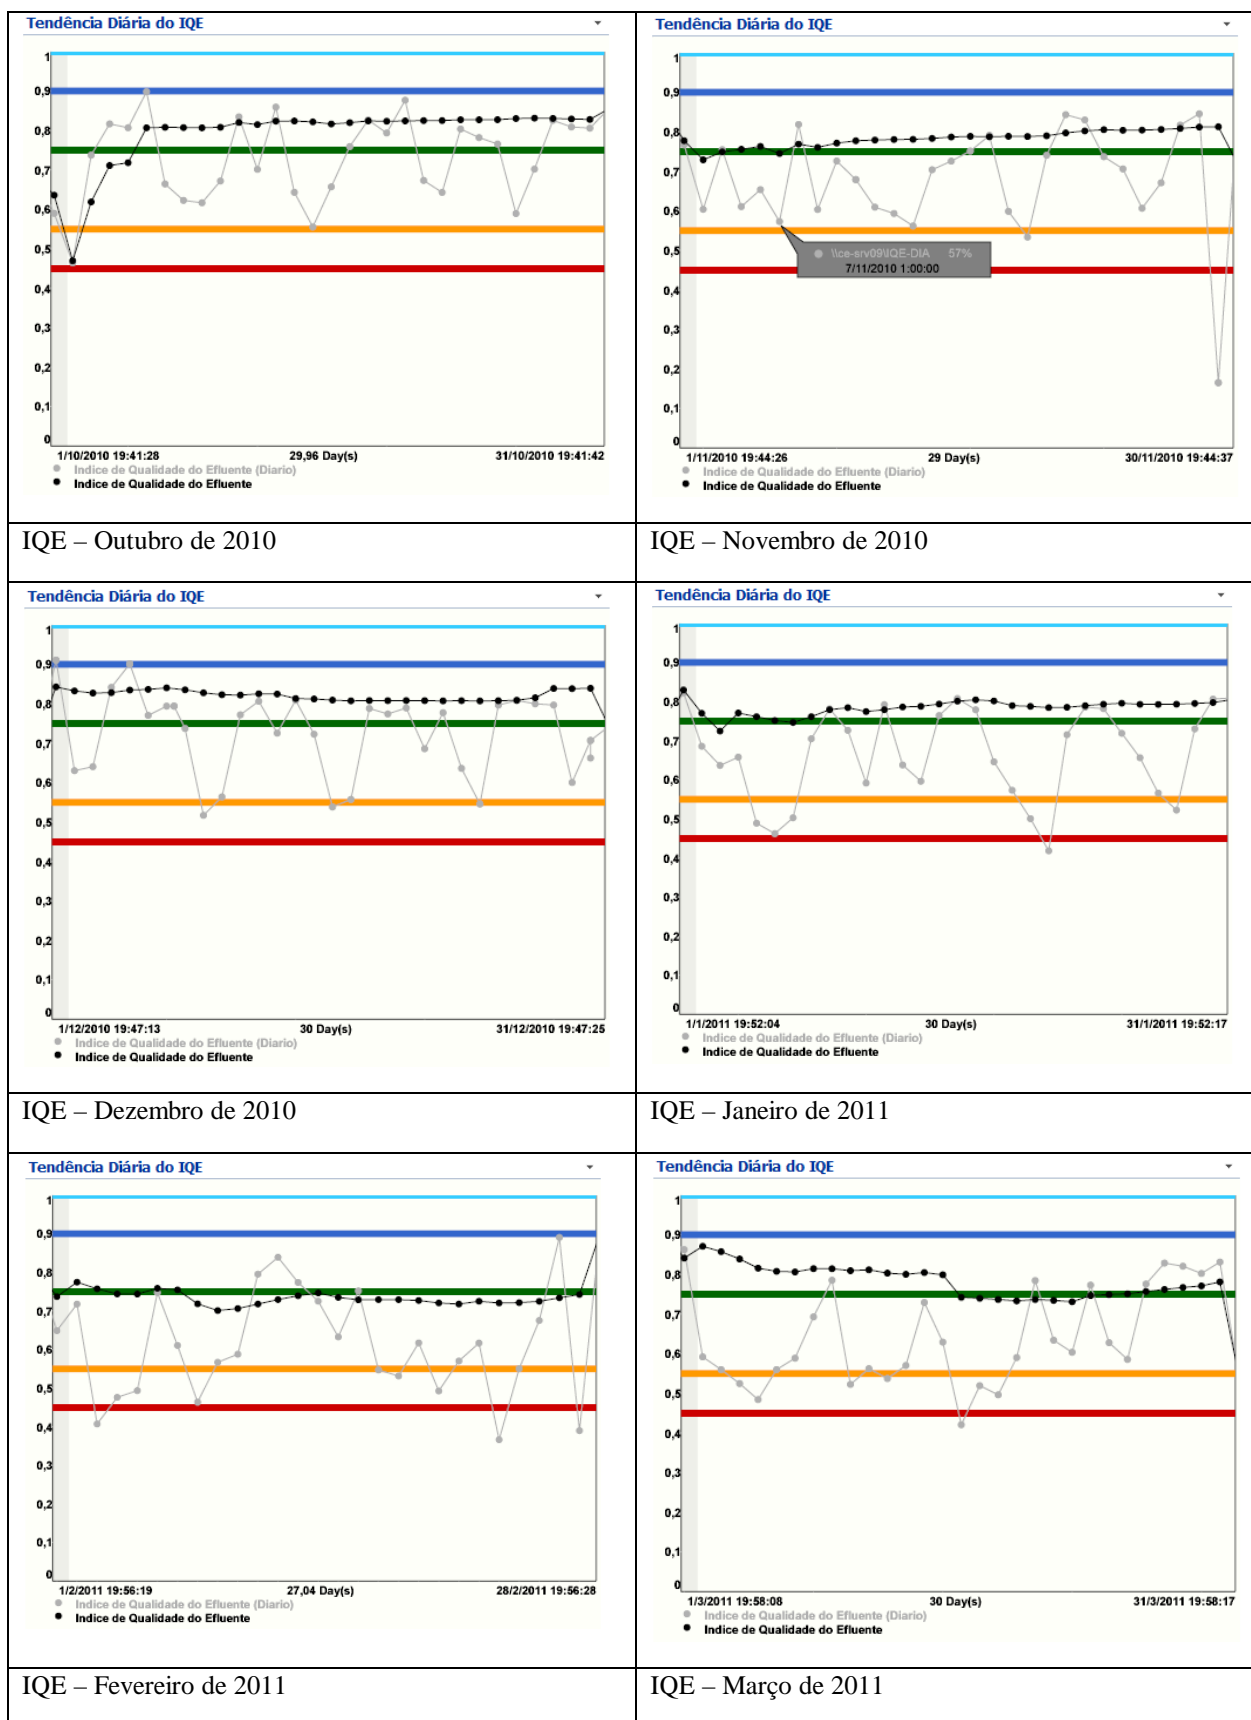 Tendência Diária do IQE
1
0,9
0,8
0,7
0,6
0,5
0,4
0,3
0,2
0,1
0
1/10/2010 19:41:28 29,96 Day(s) 31/10/2010 19:41:42
Indice de Qualidade do Efluente (Diario)
Indice de Qualidade do Efluente
IQE – Outubro de 2010
Tendência Diária do IQE
1
0,9
0,8
0,7
0,6
0,5
0,4
0,3
0,2
0,1
0
\\ce-srv09\IQE-DIA 57%
7/11/2010 1:00:00
1/11/2010 19:44:26 29 Day(s) 30/11/2010 19:44:37
Indice de Qualidade do Efluente (Diario)
Indice de Qualidade do Efluente
IQE – Novembro de 2010
Tendência Diária do IQE
1
0,9
0,8
0,7
0,6
0,5
0,4
0,3
0,2
0,1
0
1/12/2010 19:47:13 30 Day(s) 31/12/2010 19:47:25
Indice de Qualidade do Efluente (Diario)
Indice de Qualidade do Efluente
IQE – Dezembro de 2010
Tendência Diária do IQE
1
0,9
0,8
0,7
0,6
0,5
0,4
0,3
0,2
0,1
0
1/1/2011 19:52:04 30 Day(s) 31/1/2011 19:52:17
Indice de Qualidade do Efluente (Diario)
Indice de Qualidade do Efluente
IQE – Janeiro de 2011
Tendência Diária do IQE
1
0,9
0,8
0,7
0,6
0,5
0,4
0,3
0,2
0,1
0
1/2/2011 19:56:19 27,04 Day(s) 28/2/2011 19:56:28
Indice de Qualidade do Efluente (Diario)
Indice de Qualidade do Efluente
IQE – Fevereiro de 2011
Tendência Diária do IQE
1
0,9
0,8
0,7
0,6
0,5
0,4
0,3
0,2
0,1
0
1/3/2011 19:58:08 30 Day(s) 31/3/2011 19:58:17
Indice de Qualidade do Efluente (Diario)
Indice de Qualidade do Efluente
IQE – Março de 2011